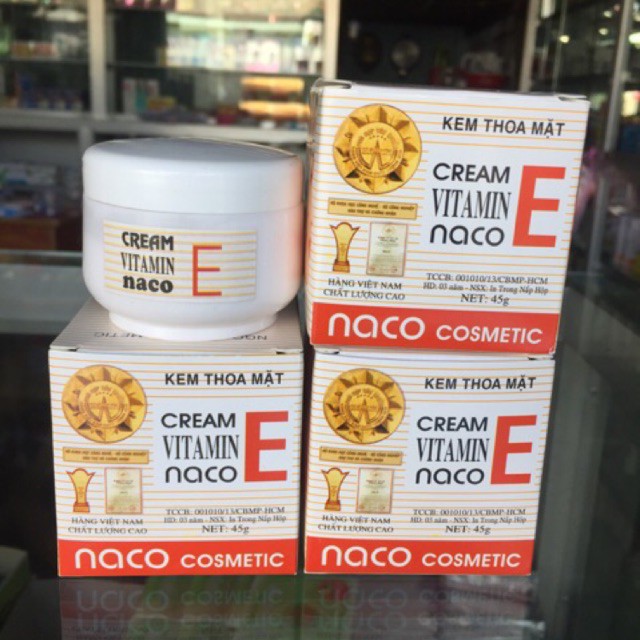 CREAM
VITAMIN
naco
E
KEM THOA MẶT
CREAM
VITAMIN
naco
E
HÀNG VIỆT NAM
CHẤT LƯỢNG CAO
TCCB: 001010/13/CBMP-HCM
HD: 03 năm - NSX: In Trong Nắp Hộp
NET: 45g
naco COSMETIC
KEM THOA MẶT
CREAM
VITAMIN
naco
E
HÀNG VIỆT NAM
CHẤT LƯỢNG CAO
TCCB: 001010/13/CBMP-HCM
HD: 03 năm - NSX: In Trong Nắp Hộp
NET: 45g
naco COSMETIC
KEM THOA MẶT
CREAM
VITAMIN
naco
E
HÀNG VIỆT NAM
CHẤT LƯỢNG CAO
TCCB: 001010/13/CBMP-HCM
HD: 03 năm - NSX: In Trong Nắp Hộp
NET: 45g
naco COSMETIC